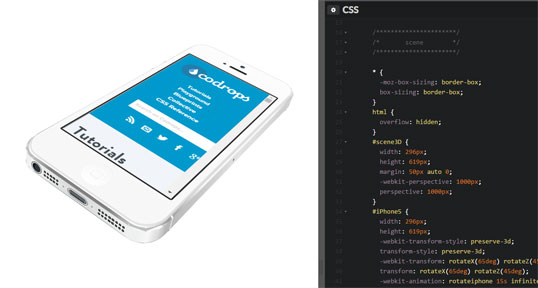 codrops
Tutorials
Playground
Blueprints
Collective
CSS Reference
Tutorials
CSS
/*********************/
/* scene */
/*********************/
* {
-moz-box-sizing: border-box;
box-sizing: border-box;
}
html {
overflow: hidden;
}
#scene3D {
width: 296px;
height: 619px;
margin: 50px auto 0;
-webkit-perspective: 1000px;
perspective: 1000px;
}
#iPhone5 {
width: 296px;
height: 619px;
-webkit-transform-style: preserve-3d;
transform-style: preserve-3d;
-webkit-transform: rotateX(65deg) rotateZ(4
transform: rotateX(65deg) rotateZ(45deg);
-webkit-animation: rotateiphone 15s infinit